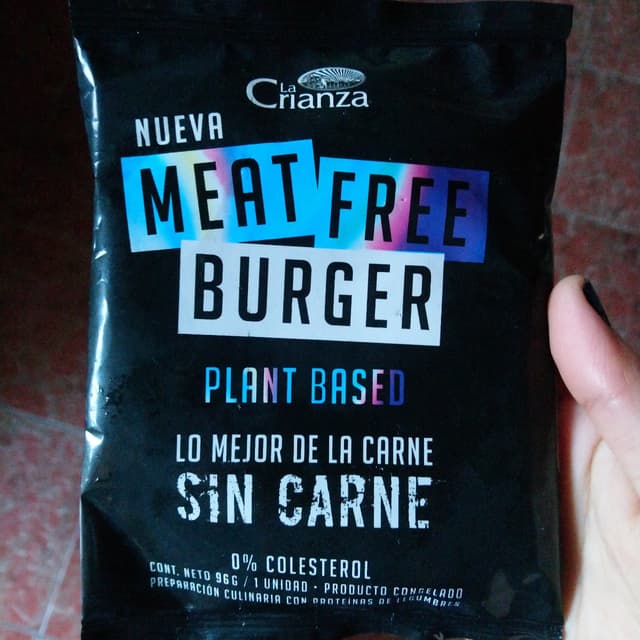 La Crianza
NUEVA
MEAT FREE
BURGER
PLANT BASED
LO MEJOR DE LA CARNE
SIN CARNE
0% COLESTEROL
CONT. NETO 96G / 1 UNIDAD - PRODUCTO CONGELADO
PREPARACIÓN CULINARIA CON PROTEINAS DE LEGUMBRES